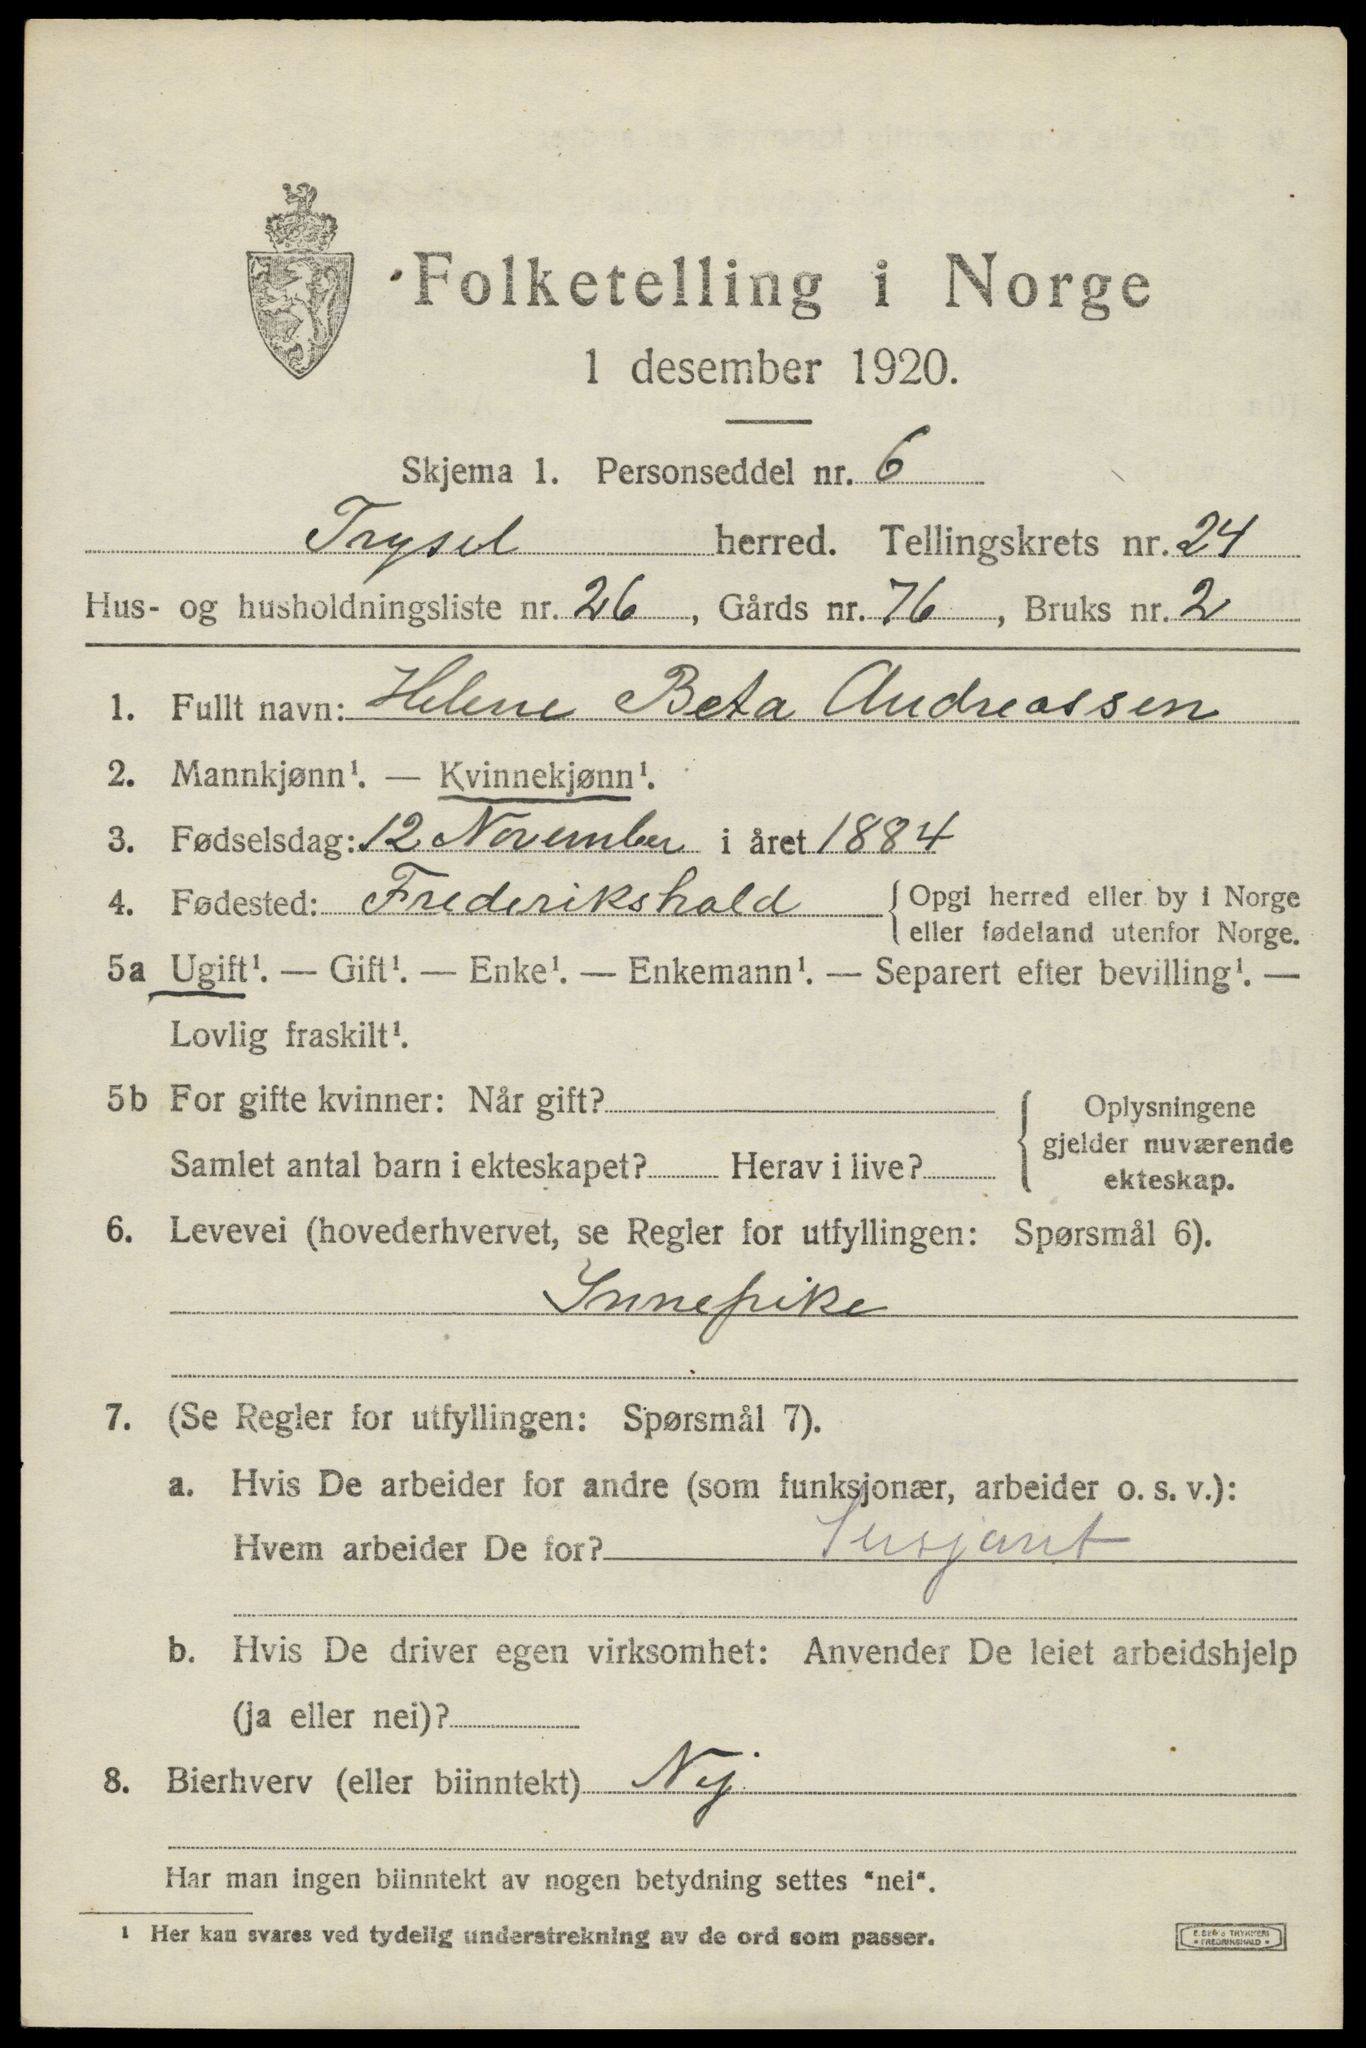 Folketelling i Norge
1 desember 1920.
Skjema 1. Personseddel nr. 6
Trysil herred. Tellingskrets nr. 24
Hus- og husholdningsliste nr. 26, Gårds nr. 76, Bruks nr. 2
1. Fullt navn: Helene Beta Andreassen
2. Mannkjønn¹. — Kvinnekjønn¹.
3. Fødselsdag: 12 November i året 1884
4. Fødested: Frederikshald { Opgi herred eller by i Norge
eller fødeland utenfor Norge.
5a Ugift¹. — Gift¹. — Enke¹. — Enkemann¹. — Separert efter bevilling¹. —
Lovlig fraskilt¹.
5b For gifte kvinner: Når gift?
Samlet antal barn i ekteskapet? Herav i live?
{ Oplysningene
gjelder nuværende
ekteskap.
6. Levevei (hovederhvervet, se Regler for utfyllingen: Spørsmål 6).
Innepike
7. (Se Regler for utfyllingen: Spørsmål 7).
a. Hvis De arbeider for andre (som funksjonær, arbeider o. s. v.):
Hvem arbeider De for?
b. Hvis De driver egen virksomhet: Anvender De leiet arbeidshjelp
(ja eller nei)?
8. Bierhverv (eller biinntekt) Nej
Har man ingen biinntekt av nogen betydning settes "nei".
¹ Her kan svares ved tydelig understrekning av de ord som passer.
E. SEM'S TRYKKERI
FREDRIKSHALD